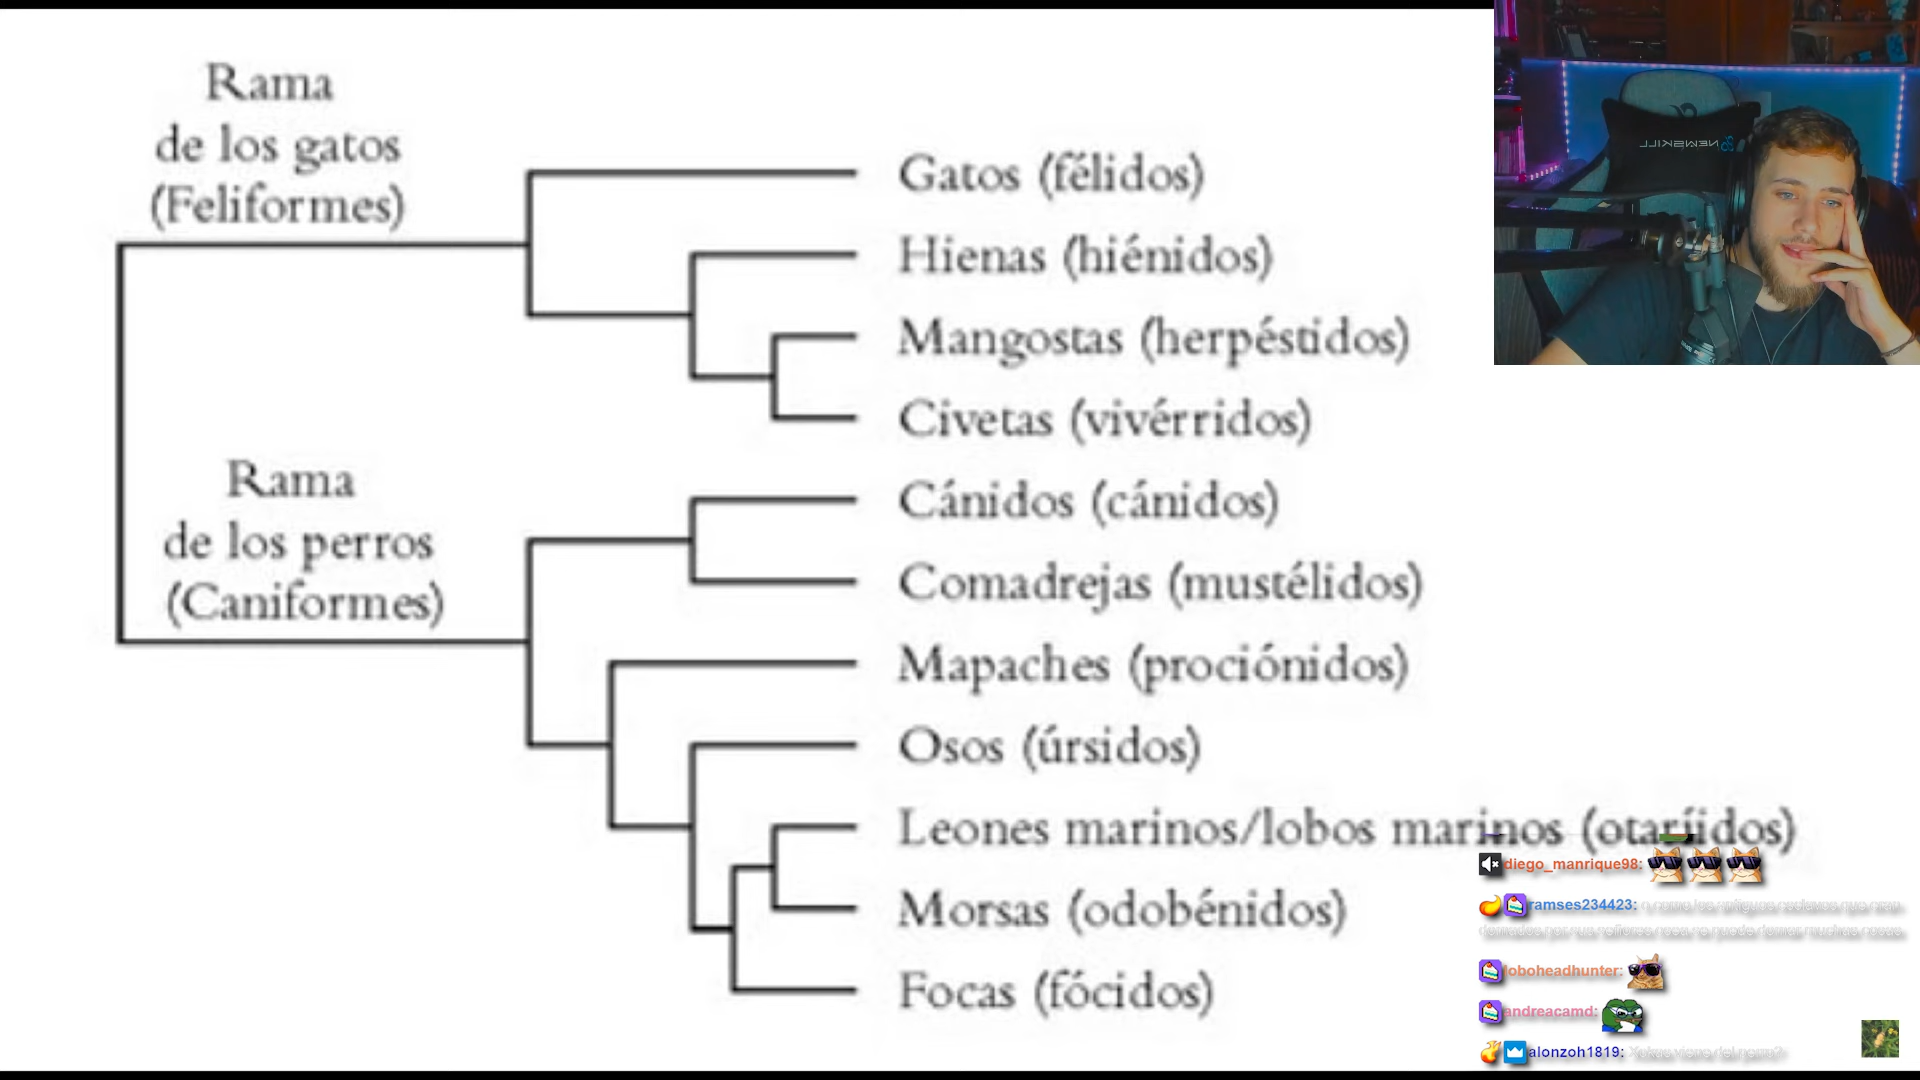 Rama
de los gatos
(Feliformes)
Gatos (félidos)
Hienas (hiénidos)
Mangostas (herpéstidos)
Civetas (vivérridos)
Rama
de los perros
(Caniformes)
Cánidos (cánidos)
Comadrejas (mustélidos)
Mapaches (prociónidos)
Osos (úrsidos)
Leones marinos/lobos marinos (otaríidos)
Morsas (odobénidos)
Focas (fócidos)
NEWSKILL
diego_manrique98:
ramses234423:
loboheadhunter:
andreacamd:
alonzoh1819: